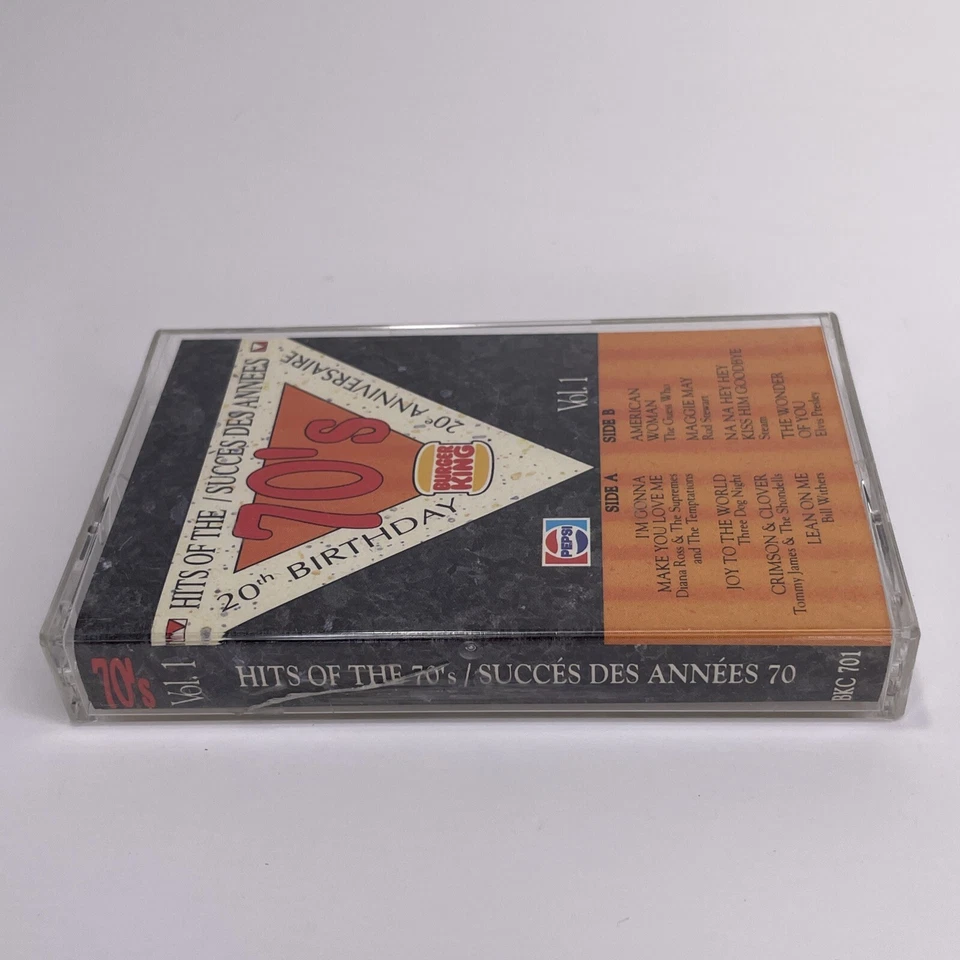 HITS OF THE / SUCCÈS DES ANNÉES
70's
20th BIRTHDAY
20e ANNIVERSAIRE
BURGER
KING
Vol. 1
PEPSI
SIDE A
I'M GONNA
MAKE YOU LOVE ME
Diana Ross & The Supremes
and The Temptations
JOY TO THE WORLD
Three Dog Night
CRIMSON & CLOVER
Tommy James & The Shondells
LEAN ON ME
Bill Withers
SIDE B
AMERICAN
WOMAN
The Guess Who
MAGGIE MAY
Rod Stewart
NA NA HEY HEY
KISS HIM GOODBYE
Steam
THE WONDER
OF YOU
Elvis Presley
70's
Vol. 1
HITS OF THE 70's / SUCCÉS DES ANNÉES 70
BKC 701